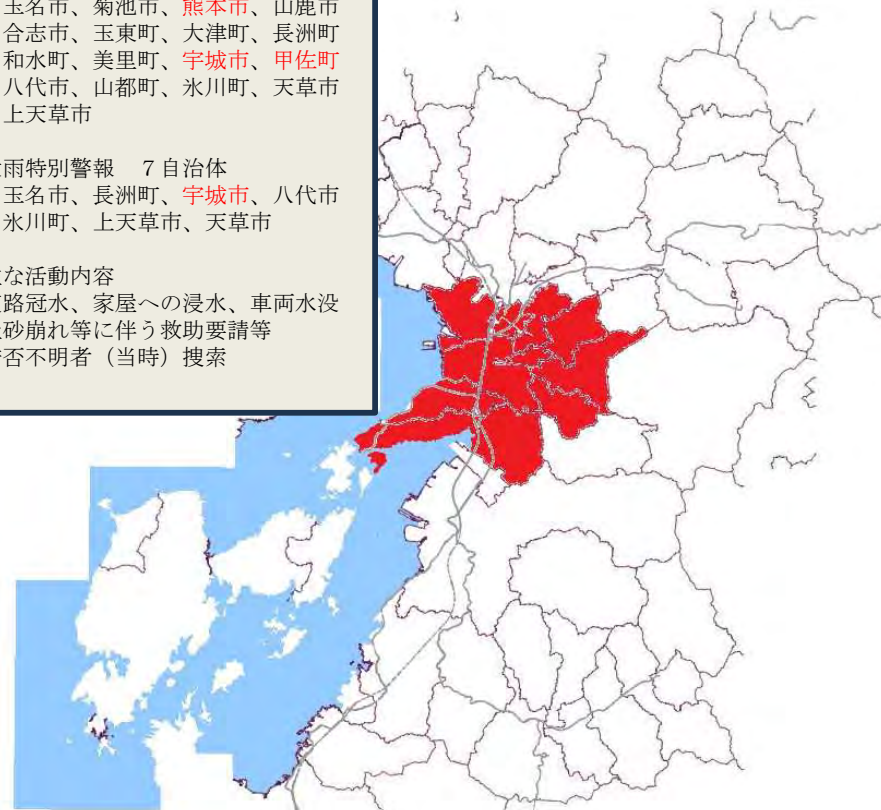 玉名市、菊池市、熊本市、山鹿市
合志市、玉東町、大津町、長洲町
和水町、美里町、宇城市、甲佐町
八代市、山都町、氷川町、天草市
上天草市
雨特別警報　７自治体
玉名市、長洲町、宇城市、八代市
氷川町、上天草市、天草市
な活動内容
路冠水、家屋への浸水、車両水没
砂崩れ等に伴う救助要請等
否不明者（当時）捜索